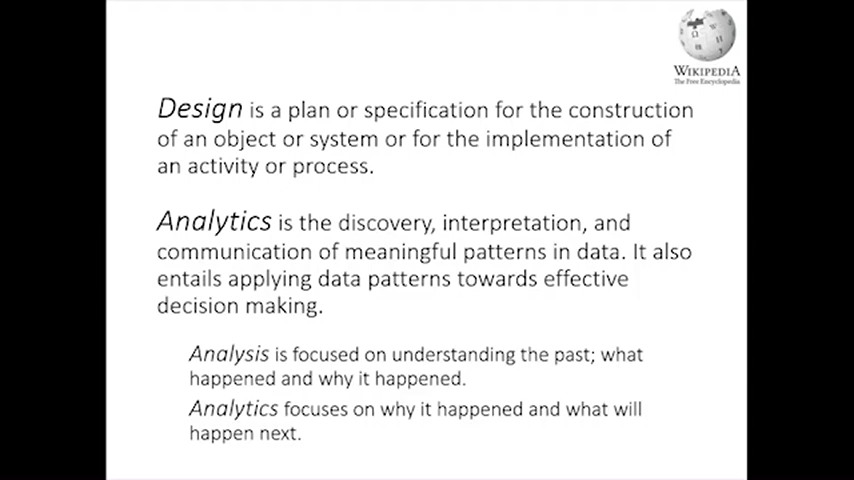 WIKIPEDIA
The Free Encyclopedia
Design is a plan or specification for the construction
of an object or system or for the implementation of
an activity or process.
Analytics is the discovery, interpretation, and
communication of meaningful patterns in data. It also
entails applying data patterns towards effective
decision making.
Analysis is focused on understanding the past; what
happened and why it happened.
Analytics focuses on why it happened and what will
happen next.